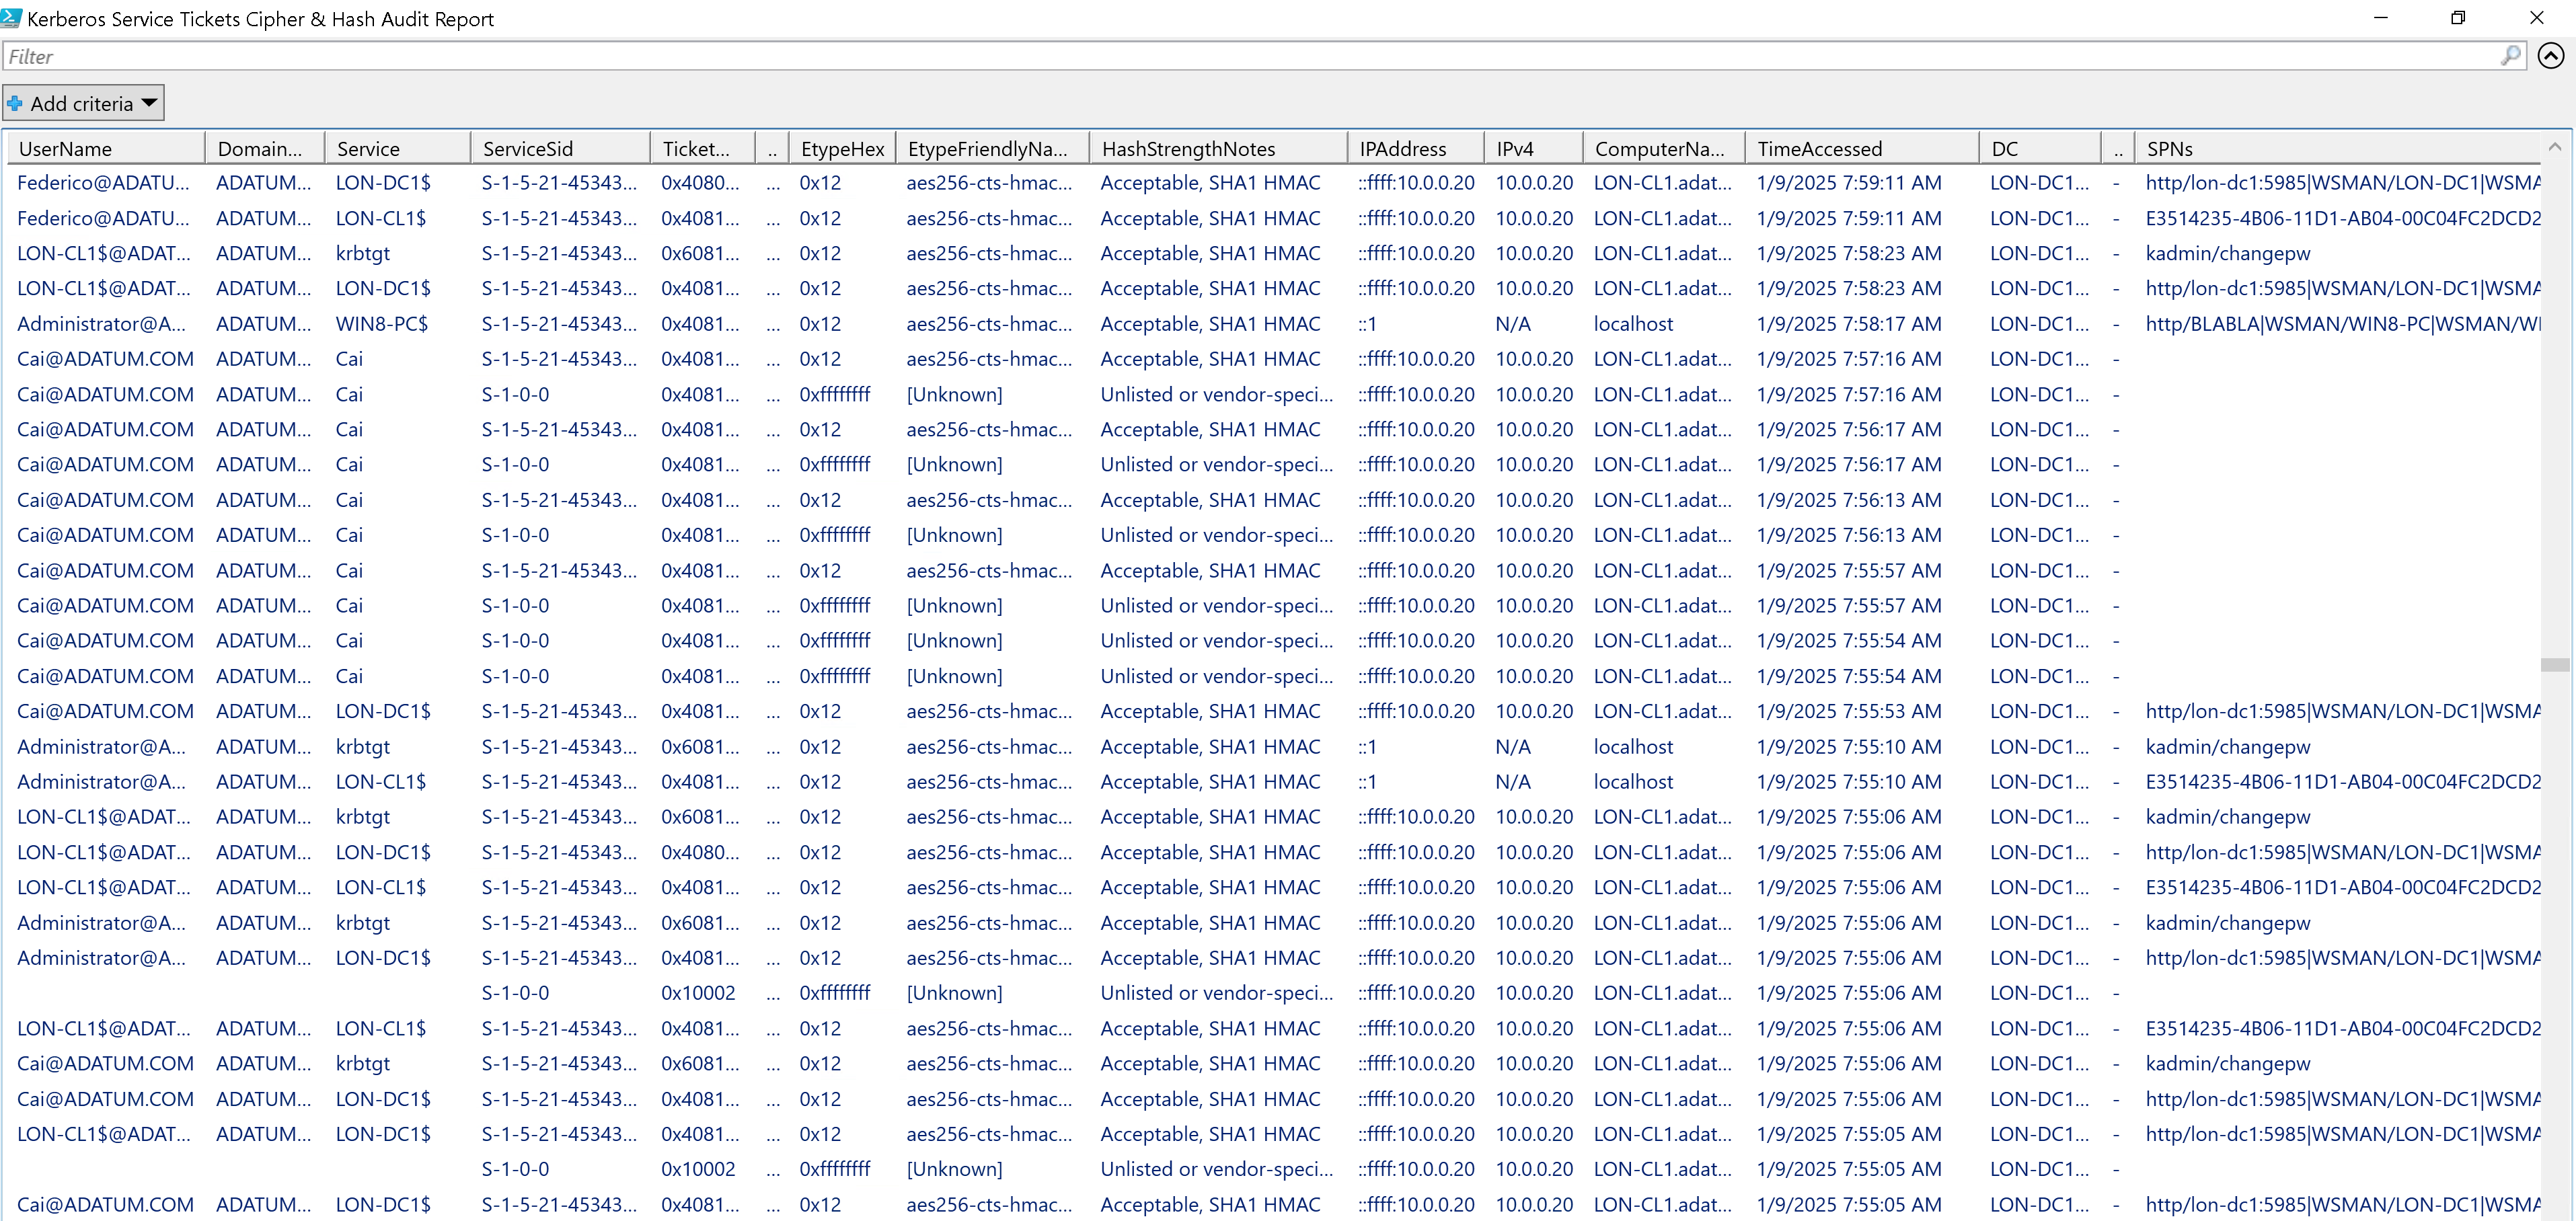 Kerberos Service Tickets Cipher & Hash Audit Report
Filter
Add criteria
UserName Domain... Service ServiceSid Ticket... .. EtypeHex EtypeFriendlyNa... HashStrengthNotes IPAddress IPv4 ComputerNa... TimeAccessed DC .. SPNs
Federico@ADATU... ADATUM... LON-DC1$ S-1-5-21-45343... 0x4080... ... 0x12 aes256-cts-hmac... Acceptable, SHA1 HMAC ::ffff:10.0.0.20 10.0.0.20 LON-CL1.adat... 1/9/2025 7:59:11 AM LON-DC1... - http/lon-dc1:5985|WSMAN/LON-DC1|WSMA
Federico@ADATU... ADATUM... LON-CL1$ S-1-5-21-45343... 0x4081... ... 0x12 aes256-cts-hmac... Acceptable, SHA1 HMAC ::ffff:10.0.0.20 10.0.0.20 LON-CL1.adat... 1/9/2025 7:59:11 AM LON-DC1... - E3514235-4B06-11D1-AB04-00C04FC2DCD2
LON-CL1$@ADAT... ADATUM... krbtgt S-1-5-21-45343... 0x6081... ... 0x12 aes256-cts-hmac... Acceptable, SHA1 HMAC ::ffff:10.0.0.20 10.0.0.20 LON-CL1.adat... 1/9/2025 7:58:23 AM LON-DC1... - kadmin/changepw
LON-CL1$@ADAT... ADATUM... LON-DC1$ S-1-5-21-45343... 0x4081... ... 0x12 aes256-cts-hmac... Acceptable, SHA1 HMAC ::ffff:10.0.0.20 10.0.0.20 LON-CL1.adat... 1/9/2025 7:58:23 AM LON-DC1... - http/lon-dc1:5985|WSMAN/LON-DC1|WSMA
Administrator@A... ADATUM... WIN8-PC$ S-1-5-21-45343... 0x4081... ... 0x12 aes256-cts-hmac... Acceptable, SHA1 HMAC ::1 N/A localhost 1/9/2025 7:58:17 AM LON-DC1... - http/BLABLA|WSMAN/WIN8-PC|WSMAN/WI
Cai@ADATUM.COM ADATUM... Cai S-1-5-21-45343... 0x4081... ... 0x12 aes256-cts-hmac... Acceptable, SHA1 HMAC ::ffff:10.0.0.20 10.0.0.20 LON-CL1.adat... 1/9/2025 7:57:16 AM LON-DC1... -
Cai@ADATUM.COM ADATUM... Cai S-1-0-0 0x4081... ... 0xffffffff [Unknown] Unlisted or vendor-speci... ::ffff:10.0.0.20 10.0.0.20 LON-CL1.adat... 1/9/2025 7:57:16 AM LON-DC1... -
Cai@ADATUM.COM ADATUM... Cai S-1-5-21-45343... 0x4081... ... 0x12 aes256-cts-hmac... Acceptable, SHA1 HMAC ::ffff:10.0.0.20 10.0.0.20 LON-CL1.adat... 1/9/2025 7:56:17 AM LON-DC1... -
Cai@ADATUM.COM ADATUM... Cai S-1-0-0 0x4081... ... 0xffffffff [Unknown] Unlisted or vendor-speci... ::ffff:10.0.0.20 10.0.0.20 LON-CL1.adat... 1/9/2025 7:56:17 AM LON-DC1... -
Cai@ADATUM.COM ADATUM... Cai S-1-5-21-45343... 0x4081... ... 0x12 aes256-cts-hmac... Acceptable, SHA1 HMAC ::ffff:10.0.0.20 10.0.0.20 LON-CL1.adat... 1/9/2025 7:56:13 AM LON-DC1... -
Cai@ADATUM.COM ADATUM... Cai S-1-0-0 0x4081... ... 0xffffffff [Unknown] Unlisted or vendor-speci... ::ffff:10.0.0.20 10.0.0.20 LON-CL1.adat... 1/9/2025 7:56:13 AM LON-DC1... -
Cai@ADATUM.COM ADATUM... Cai S-1-5-21-45343... 0x4081... ... 0x12 aes256-cts-hmac... Acceptable, SHA1 HMAC ::ffff:10.0.0.20 10.0.0.20 LON-CL1.adat... 1/9/2025 7:55:57 AM LON-DC1... -
Cai@ADATUM.COM ADATUM... Cai S-1-0-0 0x4081... ... 0xffffffff [Unknown] Unlisted or vendor-speci... ::ffff:10.0.0.20 10.0.0.20 LON-CL1.adat... 1/9/2025 7:55:57 AM LON-DC1... -
Cai@ADATUM.COM ADATUM... Cai S-1-0-0 0x4081... ... 0xffffffff [Unknown] Unlisted or vendor-speci... ::ffff:10.0.0.20 10.0.0.20 LON-CL1.adat... 1/9/2025 7:55:54 AM LON-DC1... -
Cai@ADATUM.COM ADATUM... Cai S-1-0-0 0x4081... ... 0xffffffff [Unknown] Unlisted or vendor-speci... ::ffff:10.0.0.20 10.0.0.20 LON-CL1.adat... 1/9/2025 7:55:54 AM LON-DC1... -
Cai@ADATUM.COM ADATUM... LON-DC1$ S-1-5-21-45343... 0x4081... ... 0x12 aes256-cts-hmac... Acceptable, SHA1 HMAC ::ffff:10.0.0.20 10.0.0.20 LON-CL1.adat... 1/9/2025 7:55:53 AM LON-DC1... - http/lon-dc1:5985|WSMAN/LON-DC1|WSMA
Administrator@A... ADATUM... krbtgt S-1-5-21-45343... 0x6081... ... 0x12 aes256-cts-hmac... Acceptable, SHA1 HMAC ::1 N/A localhost 1/9/2025 7:55:10 AM LON-DC1... - kadmin/changepw
Administrator@A... ADATUM... LON-CL1$ S-1-5-21-45343... 0x4081... ... 0x12 aes256-cts-hmac... Acceptable, SHA1 HMAC ::1 N/A localhost 1/9/2025 7:55:10 AM LON-DC1... - E3514235-4B06-11D1-AB04-00C04FC2DCD2
LON-CL1$@ADAT... ADATUM... krbtgt S-1-5-21-45343... 0x6081... ... 0x12 aes256-cts-hmac... Acceptable, SHA1 HMAC ::ffff:10.0.0.20 10.0.0.20 LON-CL1.adat... 1/9/2025 7:55:06 AM LON-DC1... - kadmin/changepw
LON-CL1$@ADAT... ADATUM... LON-DC1$ S-1-5-21-45343... 0x4080... ... 0x12 aes256-cts-hmac... Acceptable, SHA1 HMAC ::ffff:10.0.0.20 10.0.0.20 LON-CL1.adat... 1/9/2025 7:55:06 AM LON-DC1... - http/lon-dc1:5985|WSMAN/LON-DC1|WSMA
LON-CL1$@ADAT... ADATUM... LON-CL1$ S-1-5-21-45343... 0x4081... ... 0x12 aes256-cts-hmac... Acceptable, SHA1 HMAC ::ffff:10.0.0.20 10.0.0.20 LON-CL1.adat... 1/9/2025 7:55:06 AM LON-DC1... - E3514235-4B06-11D1-AB04-00C04FC2DCD2
Administrator@A... ADATUM... krbtgt S-1-5-21-45343... 0x6081... ... 0x12 aes256-cts-hmac... Acceptable, SHA1 HMAC ::ffff:10.0.0.20 10.0.0.20 LON-CL1.adat... 1/9/2025 7:55:06 AM LON-DC1... - kadmin/changepw
Administrator@A... ADATUM... LON-DC1$ S-1-5-21-45343... 0x4081... ... 0x12 aes256-cts-hmac... Acceptable, SHA1 HMAC ::ffff:10.0.0.20 10.0.0.20 LON-CL1.adat... 1/9/2025 7:55:06 AM LON-DC1... - http/lon-dc1:5985|WSMAN/LON-DC1|WSMA
S-1-0-0 0x10002 ... 0xffffffff [Unknown] Unlisted or vendor-speci... ::ffff:10.0.0.20 10.0.0.20 LON-CL1.adat... 1/9/2025 7:55:06 AM LON-DC1... -
LON-CL1$@ADAT... ADATUM... LON-CL1$ S-1-5-21-45343... 0x4081... ... 0x12 aes256-cts-hmac... Acceptable, SHA1 HMAC ::ffff:10.0.0.20 10.0.0.20 LON-CL1.adat... 1/9/2025 7:55:06 AM LON-DC1... - E3514235-4B06-11D1-AB04-00C04FC2DCD2
Cai@ADATUM.COM ADATUM... krbtgt S-1-5-21-45343... 0x6081... ... 0x12 aes256-cts-hmac... Acceptable, SHA1 HMAC ::ffff:10.0.0.20 10.0.0.20 LON-CL1.adat... 1/9/2025 7:55:06 AM LON-DC1... - kadmin/changepw
Cai@ADATUM.COM ADATUM... LON-DC1$ S-1-5-21-45343... 0x4081... ... 0x12 aes256-cts-hmac... Acceptable, SHA1 HMAC ::ffff:10.0.0.20 10.0.0.20 LON-CL1.adat... 1/9/2025 7:55:06 AM LON-DC1... - http/lon-dc1:5985|WSMAN/LON-DC1|WSMA
LON-CL1$@ADAT... ADATUM... LON-DC1$ S-1-5-21-45343... 0x4081... ... 0x12 aes256-cts-hmac... Acceptable, SHA1 HMAC ::ffff:10.0.0.20 10.0.0.20 LON-CL1.adat... 1/9/2025 7:55:05 AM LON-DC1... - http/lon-dc1:5985|WSMAN/LON-DC1|WSMA
S-1-0-0 0x10002 ... 0xffffffff [Unknown] Unlisted or vendor-speci... ::ffff:10.0.0.20 10.0.0.20 LON-CL1.adat... 1/9/2025 7:55:05 AM LON-DC1... -
Cai@ADATUM.COM ADATUM... LON-DC1$ S-1-5-21-45343... 0x4081... ... 0x12 aes256-cts-hmac... Acceptable, SHA1 HMAC ::ffff:10.0.0.20 10.0.0.20 LON-CL1.adat... 1/9/2025 7:55:05 AM LON-DC1... - http/lon-dc1:5985|WSMAN/LON-DC1|WSMA